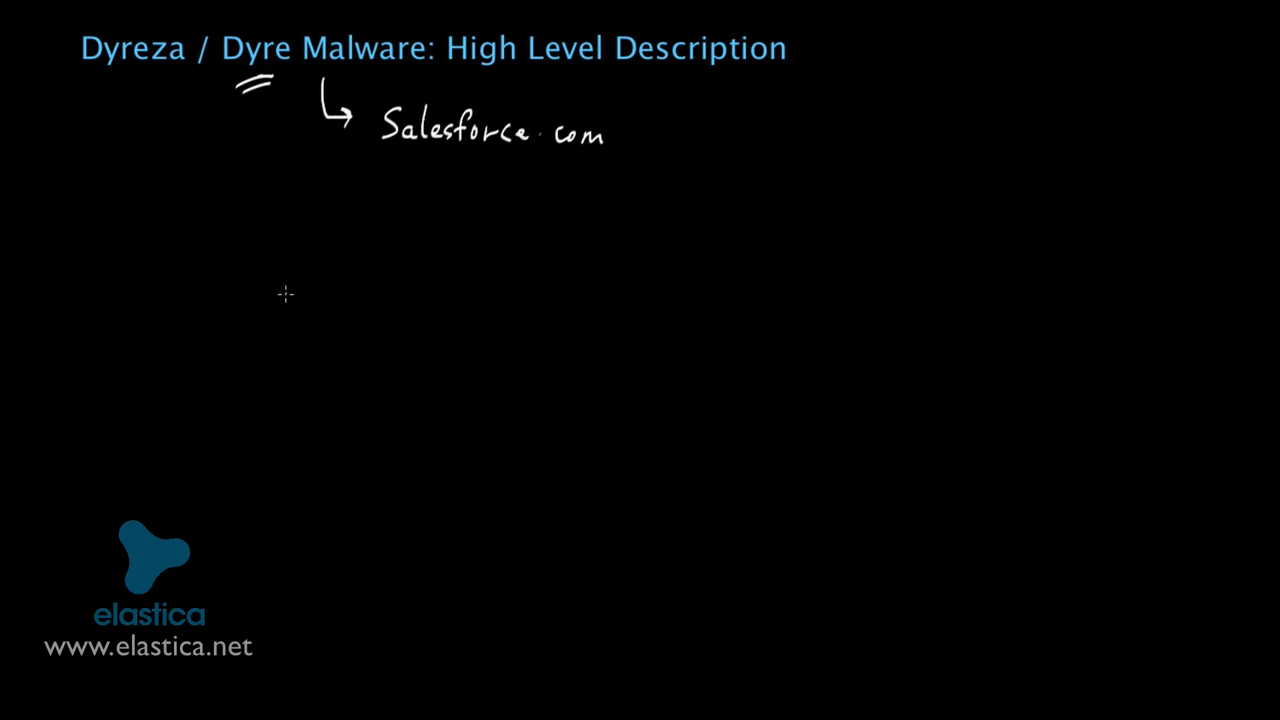 Dyreza / Dyre Malware: High Level Description
Salesforce.com
elastica
www.elastica.net